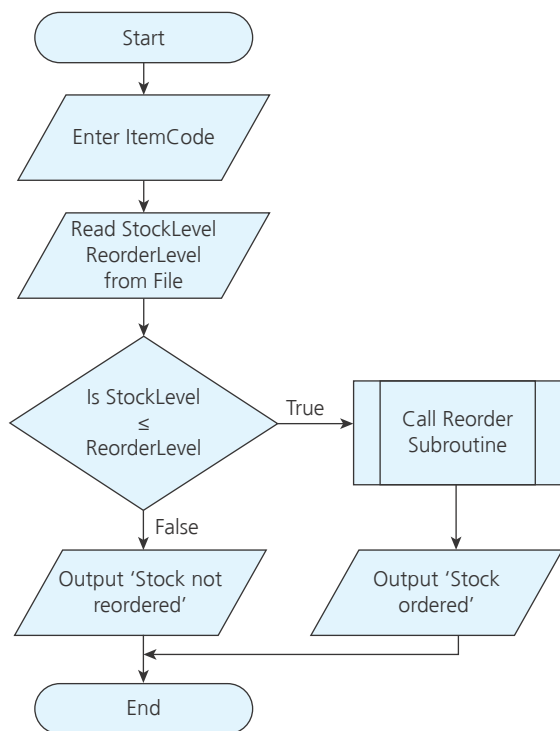 Start
Enter ItemCode
Read StockLevel
ReorderLevel
from File
Is StockLevel
≤
ReorderLevel
True
Call Reorder
Subroutine
False
Output ‘Stock not
reordered’
Output ‘Stock
ordered’
End